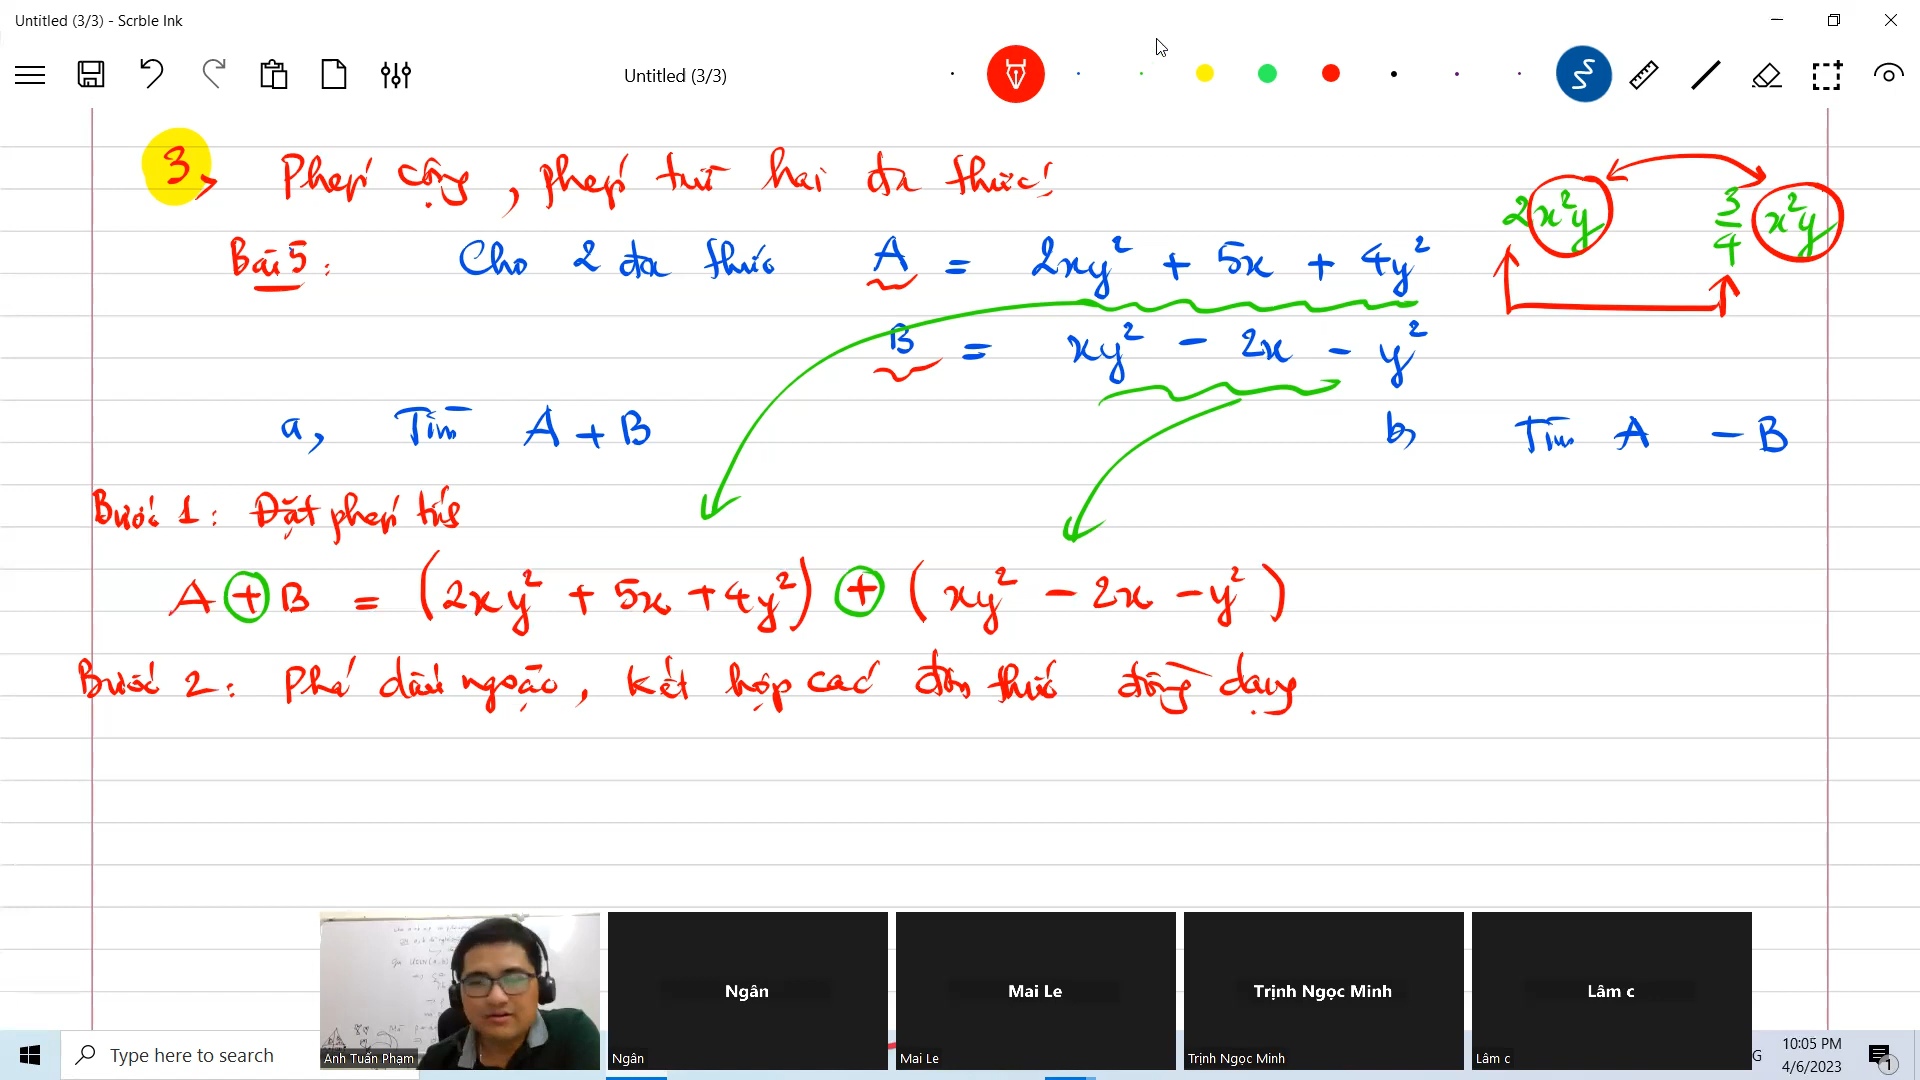 Untitled (3/3) - Scrble Ink
Untitled (3/3)
3, Phép cộng, phép trừ hai đa thức!
2x²y 3/4 x²y
Bài 5: Cho 2 đa thức A = 2xy² + 5x + 4y²
B = xy² - 2x - y²
a, Tìm A + B b, Tìm A - B
Bước 1: Đặt phép tính
A + B = (2xy² + 5x + 4y²) + (xy² - 2x - y²)
Bước 2: Phá dấu ngoặc, kết hợp các đơn thức đồng dạng
Ngân
Mai Le
Trịnh Ngọc Minh
Lâm c
Anh Tuấn Phạm
Ngân
Mai Le
Trịnh Ngọc Minh
Lâm c
Type here to search
G
10:05 PM
4/6/2023
1